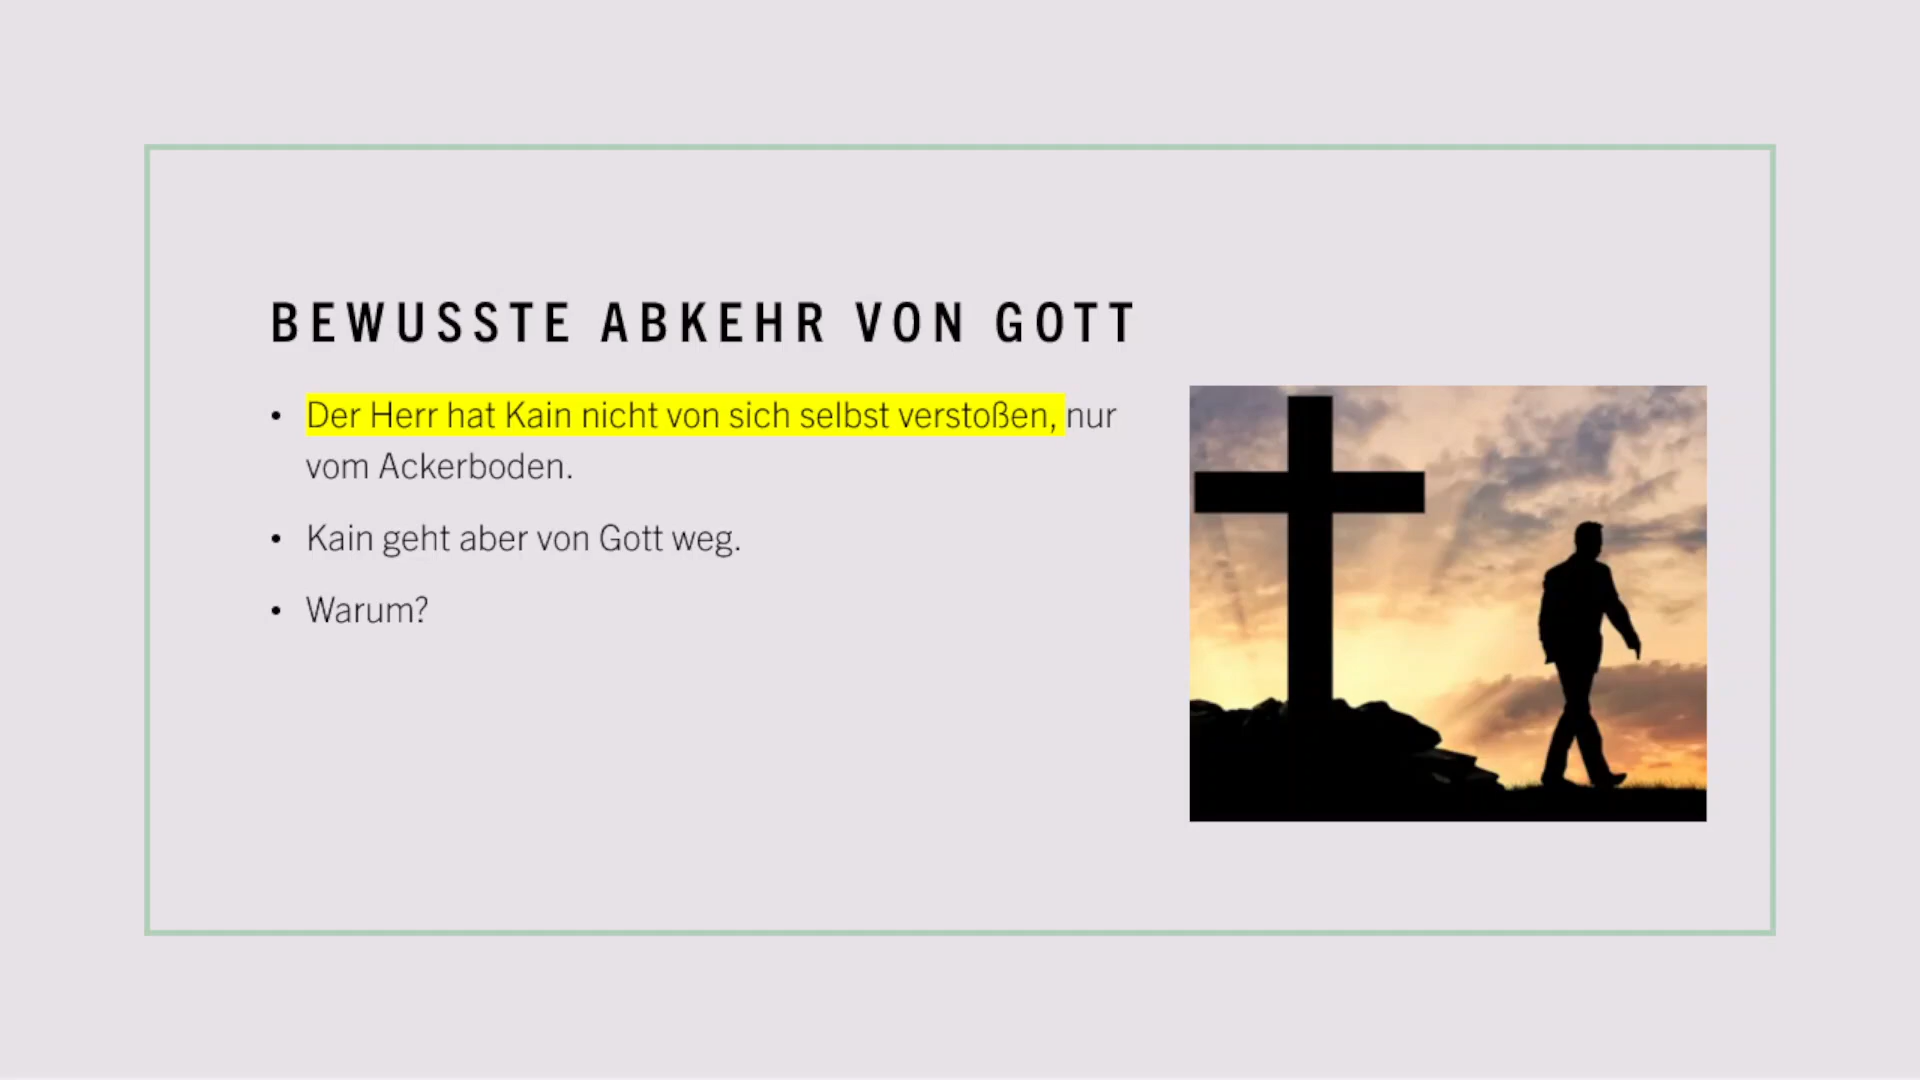 BEWUSSTE ABKEHR VON GOTT
• Der Herr hat Kain nicht von sich selbst verstoßen, nur
vom Ackerboden.
• Kain geht aber von Gott weg.
• Warum?